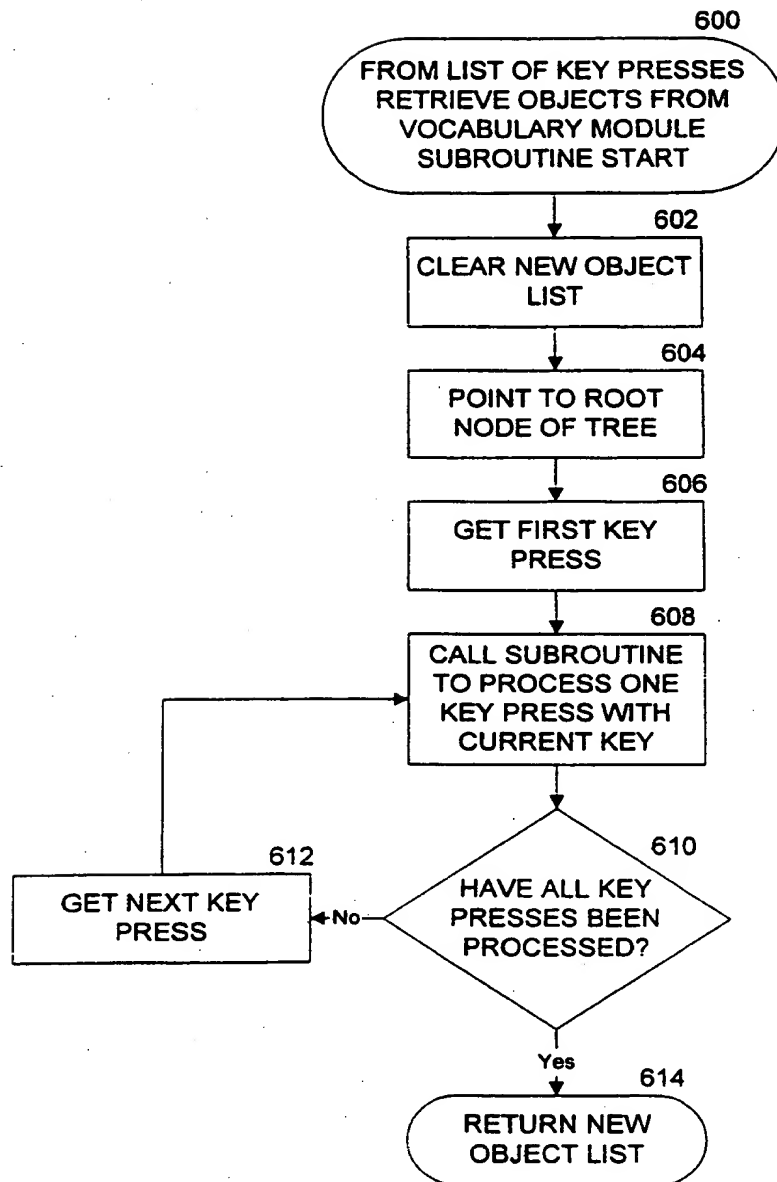 600
FROM LIST OF KEY PRESSES
RETRIEVE OBJECTS FROM
VOCABULARY MODULE
SUBROUTINE START
602
CLEAR NEW OBJECT
LIST
604
POINT TO ROOT
NODE OF TREE
606
GET FIRST KEY
PRESS
608
CALL SUBROUTINE
TO PROCESS ONE
KEY PRESS WITH
CURRENT KEY
610
HAVE ALL KEY
PRESSES BEEN
PROCESSED?
No
612
GET NEXT KEY
PRESS
Yes
614
RETURN NEW
OBJECT LIST